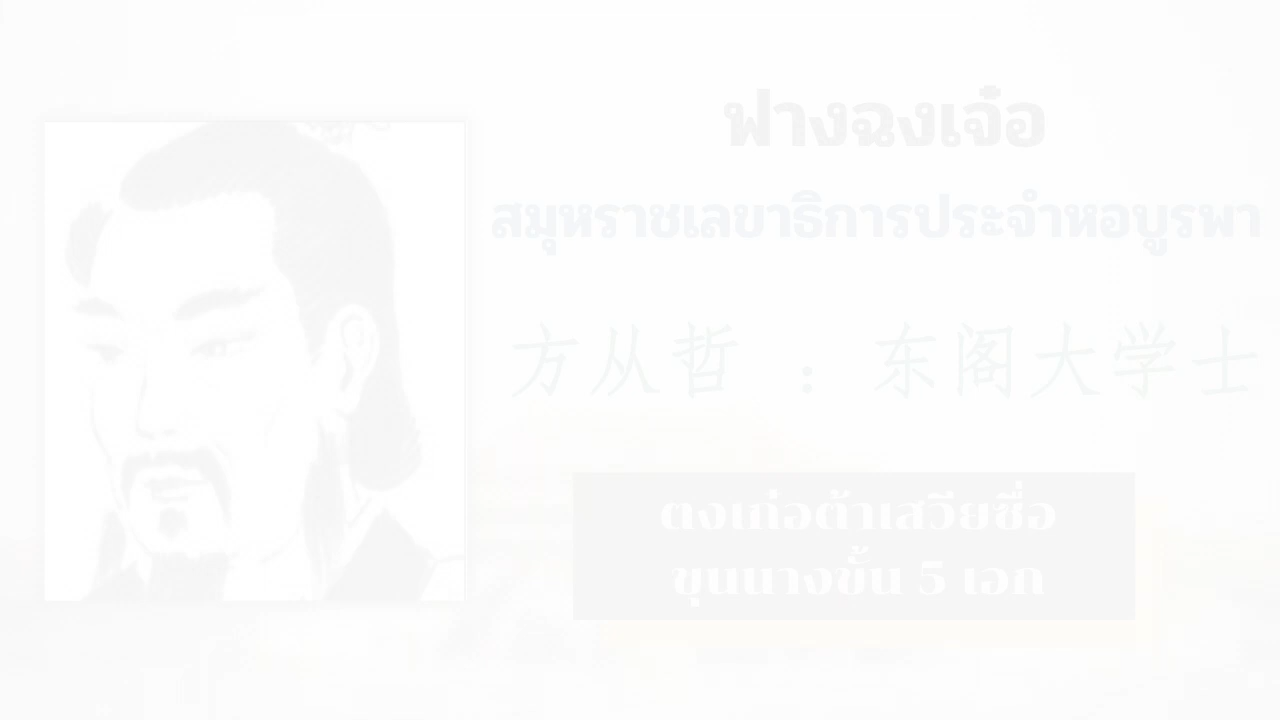 ฟางฉงเจ๋อ
สมุหราชเลขาธิการประจำหอบูรพา
方从哲 : 东阁大学士
ตงเก๋อต้าเสวียซื่อ
ขุนนางขั้น 5 เอก